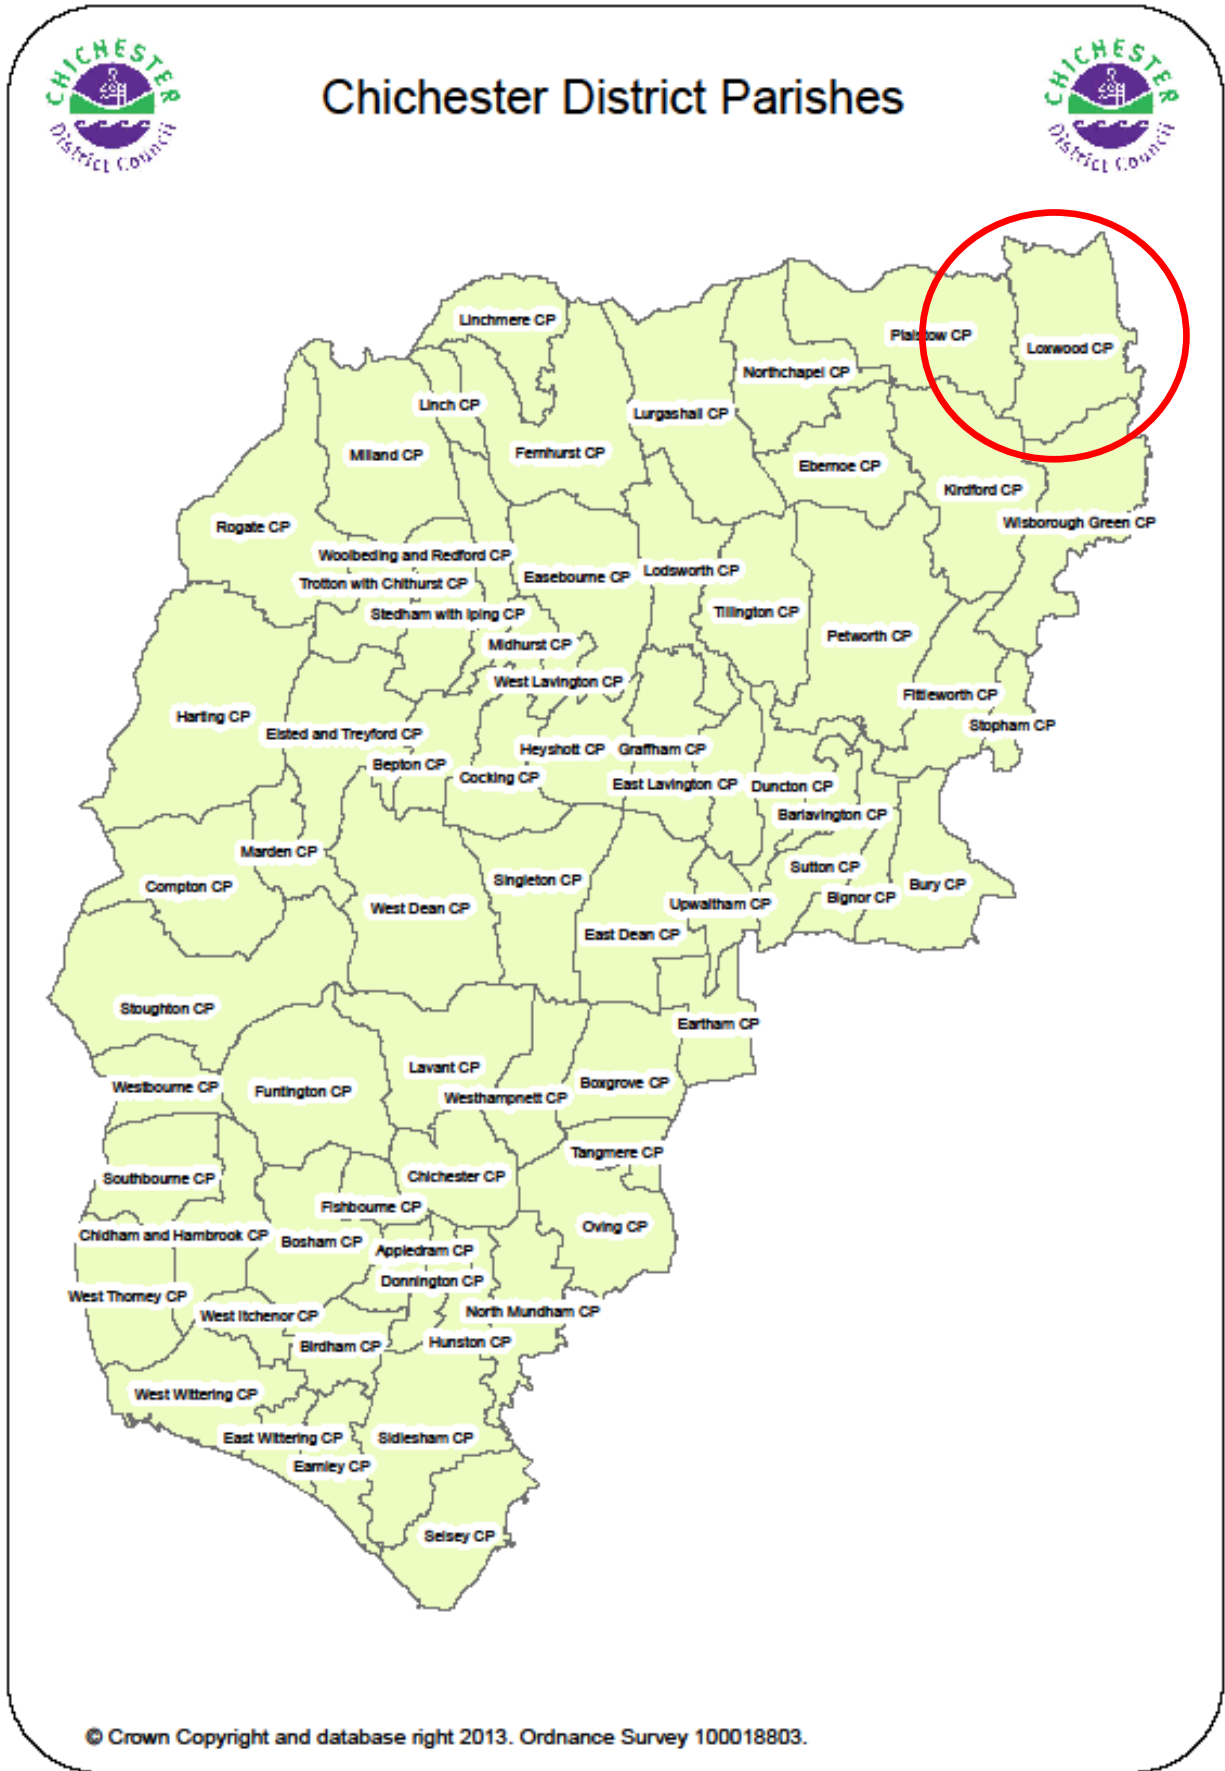 CHICHESTER
District Council
Chichester District Parishes
CHICHESTER
District Council
Linchmere CP
Plaistow CP
Loxwood CP
Northchapel CP
Linch CP
Lurgashall CP
Milland CP
Fernhurst CP
Ebernoe CP
Kirdford CP
Rogate CP
Wisborough Green CP
Woolbeding and Redford CP
Easebourne CP
Lodsworth CP
Trotton with Chithurst CP
Stedham with Iping CP
Tillington CP
Petworth CP
Midhurst CP
West Lavington CP
Fittleworth CP
Harting CP
Stopham CP
Elsted and Treyford CP
Heyshott CP
Graffham CP
Bepton CP
Cocking CP
East Lavington CP
Duncton CP
Barlavington CP
Marden CP
Sutton CP
Compton CP
Singleton CP
Bury CP
Bignor CP
West Dean CP
Upwaltham CP
East Dean CP
Stoughton CP
Eartham CP
Lavant CP
Westbourne CP
Funtington CP
Boxgrove CP
Westhampnett CP
Tangmere CP
Southbourne CP
Chichester CP
Fishbourne CP
Oving CP
Chidham and Hambrook CP
Bosham CP
Appledram CP
Donnington CP
West Thorney CP
West Itchenor CP
North Mundham CP
Birdham CP
Hunston CP
West Wittering CP
East Wittering CP
Sidlesham CP
Earnley CP
Selsey CP
© Crown Copyright and database right 2013. Ordnance Survey 100018803.